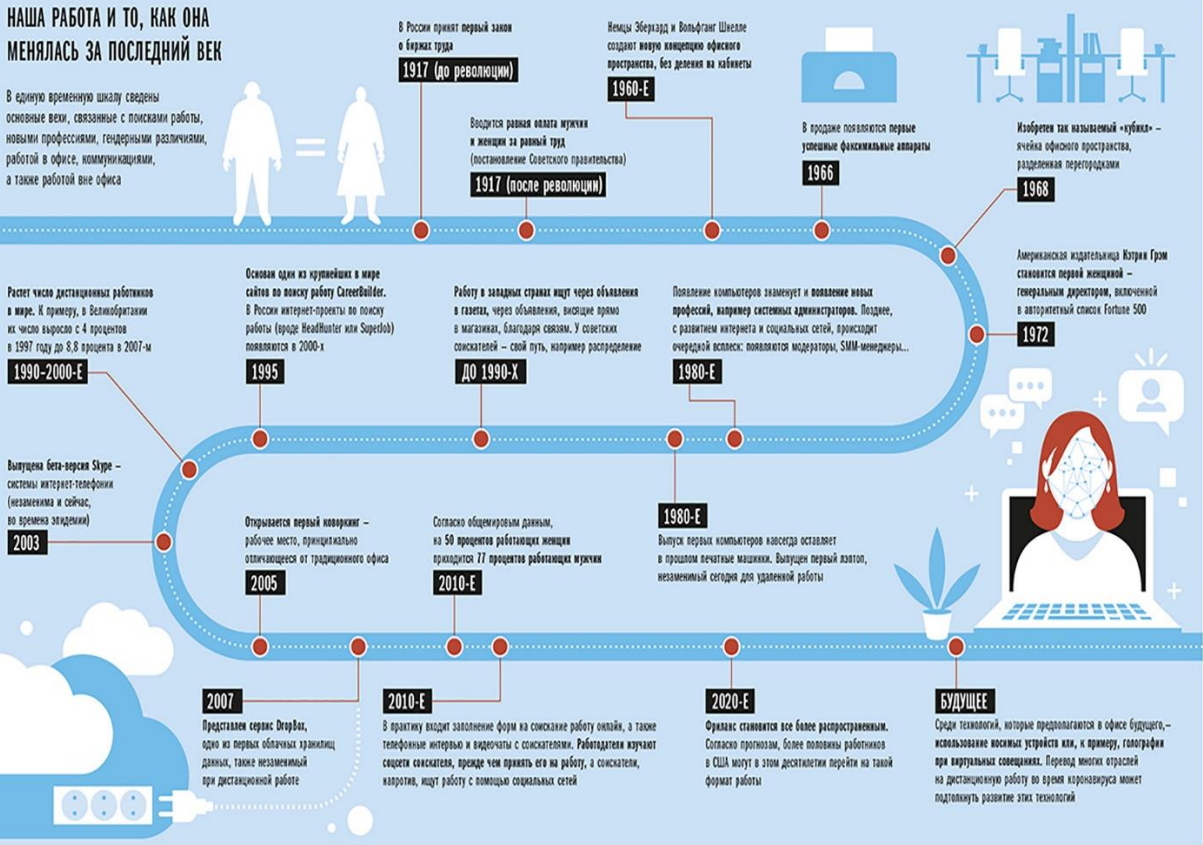 НАША РАБОТА И ТО, КАК ОНА
МЕНЯЛАСЬ ЗА ПОСЛЕДНИЙ ВЕК
В единую временную шкалу сведены
основные вехи, связанные с поисками работы,
новыми профессиями, гендерными различиями,
работой в офисе, коммуникациями,
а также работой вне офиса
В России принят первый закон
о биржах труда
1917 (до революции)
Вводится равная оплата мужчин
и женщин за равный труд
(постановление Советского правительства)
1917 (после революции)
Немцы Эберхард и Вольфганг Шнелле
создают новую концепцию офисного
пространства, без деления на кабинеты
1960-Е
В продаже появляются первые
успешные факсимильные аппараты
1966
Изобретен так называемый «кубикл» –
ячейка офисного пространства,
разделенная перегородками
1968
Американская издательница Кэтрин Грэм
становится первой женщиной –
генеральным директором, включенной
в авторитетный список Fortune 500
1972
Появление компьютеров знаменует и появление новых
профессий, например системных администраторов. Позднее,
с развитием интернета и социальных сетей, происходит
очередной всплеск: появляются модераторы, SMM-менеджеры...
1980-Е
1980-Е
Выпуск первых компьютеров навсегда оставляет
в прошлом печатные машинки. Выпущен первый лэптоп,
незаменимый сегодня для удаленной работы
Работу в западных странах ищут через объявления
в газетах, через объявления, висящие прямо
в магазинах, благодаря связям. У советских
соискателей – свой путь, например распределение
ДО 1990-Х
Основан один из крупнейших в мире
сайтов по поиску работу CareerBuilder.
В России интернет-проекты по поиску
работы (вроде HeadHunter или SuperJob)
появляются в 2000-х
1995
Растет число дистанционных работников
в мире. К примеру, в Великобритании
их число выросло с 4 процентов
в 1997 году до 8,8 процента в 2007-м
1990-2000-Е
Выпущена бета-версия Skype –
системы интернет-телефонии
(незаменима и сейчас,
во времена эпидемии)
2003
Открывается первый коворкинг –
рабочее место, принципиально
отличающееся от традиционного офиса
2005
2007
Представлен сервис DropBox,
одно из первых облачных хранилищ
данных, также незаменимый
при дистанционной работе
Согласно общемировым данным,
на 50 процентов работающих женщин
приходится 77 процентов работающих мужчин
2010-Е
2010-Е
В практику входит заполнение форм на соискание работу онлайн, а также
телефонные интервью и видеочаты с соискателями. Работодатели изучают
соцсети соискателя, прежде чем принять его на работу, а соискатели,
напротив, ищут работу с помощью социальных сетей
2020-Е
Фриланс становится все более распространенным.
Согласно прогнозам, более половины работников
в США могут в этом десятилетии перейти на такой
формат работы
БУДУЩЕЕ
Среди технологий, которые предполагаются в офисе будущего,–
использование носимых устройств или, к примеру, голографии
при виртуальных совещаниях. Перевод многих отраслей
на дистанционную работу во время коронавируса может
подтолкнуть развитие этих технологий